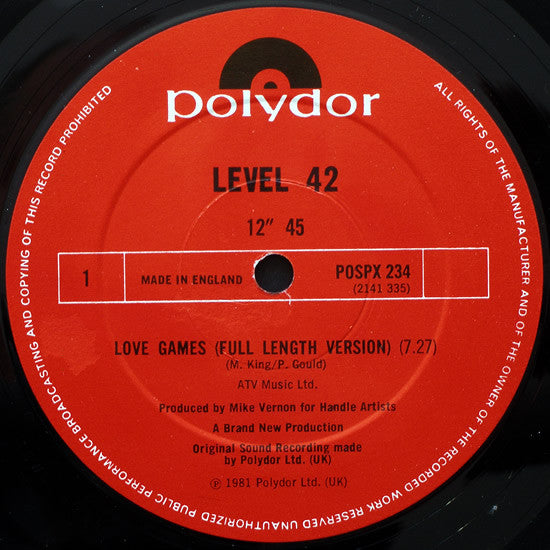 polydor
LEVEL 42
12" 45
1
MADE IN ENGLAND
POSPX 234
(2141 335)
LOVE GAMES (FULL LENGTH VERSION) (7.27)
(M. King/P. Gould)
ATV Music Ltd.
Produced by Mike Vernon for Handle Artists
A Brand New Production
Original Sound Recording made
by Polydor Ltd. (UK)
℗ 1981 Polydor Ltd. (UK)
ALL RIGHTS OF THE MANUFACTURER AND OF THE OWNER OF THE RECORDED WORK RESERVED UNAUTHORIZED PUBLIC PERFORMANCE BROADCASTING AND COPYING OF THIS RECORD PROHIBITED